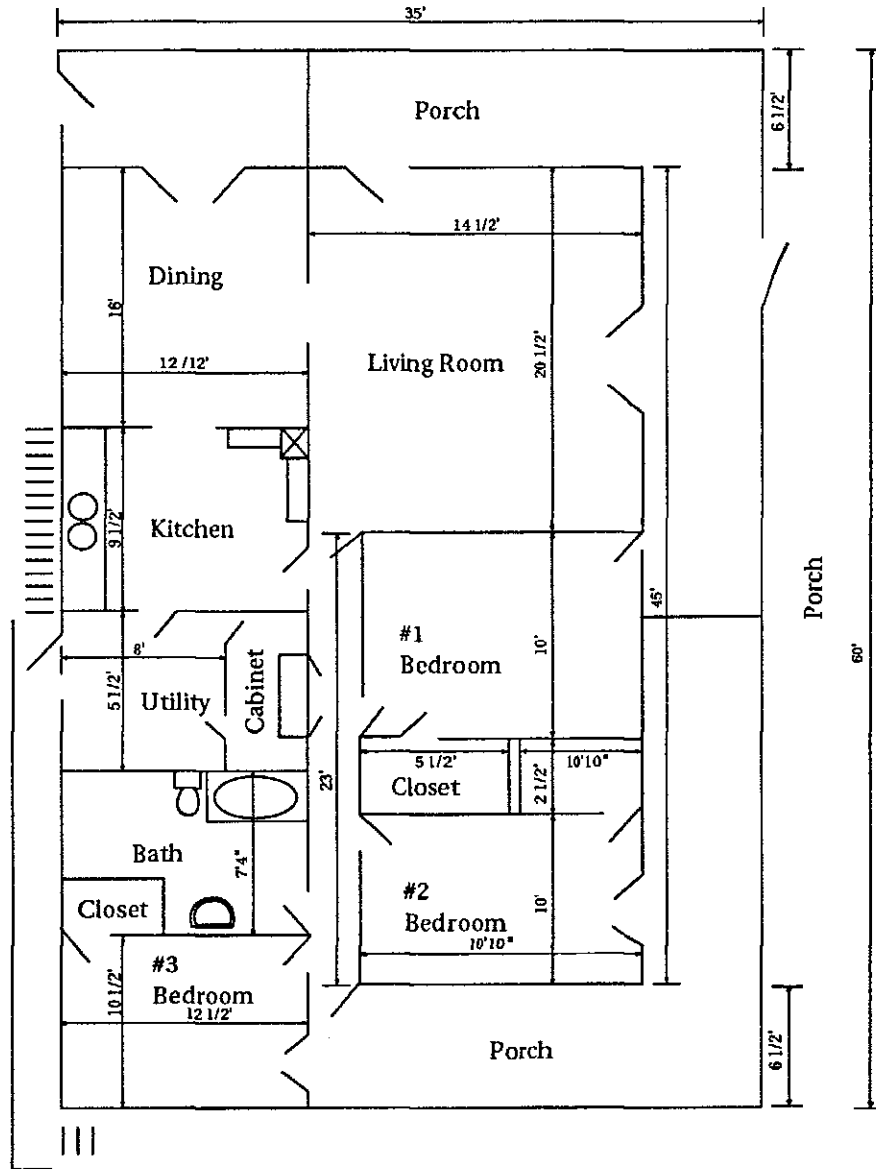 35'
Porch
6 1/2'
14 1/2'
Dining
16'
12 /12'
Living Room
20 1/2'
Kitchen
9 1/2'
Porch
45'
60'
#1
Bedroom
10'
8'
Utility
Cabinet
5 1/2'
5 1/2'
10'10"
Closet
2 1/2'
23'
Bath
7'4"
Closet
#2
Bedroom
10'
10'10"
#3
Bedroom
10 1/2'
12 1/2'
Porch
6 1/2'